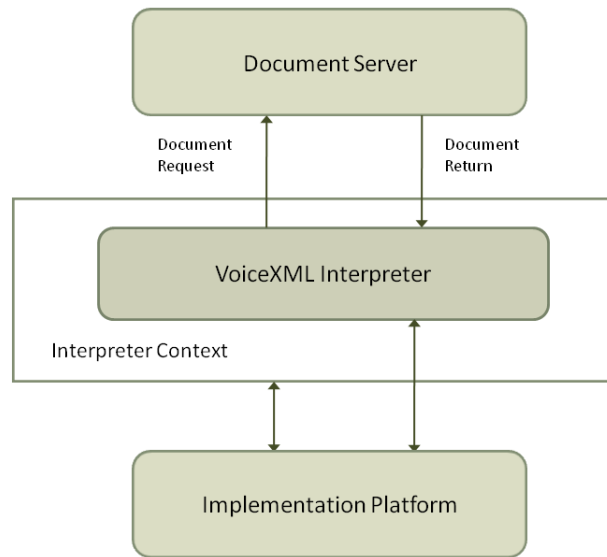 Document Server
Document
Request
Document
Return
VoiceXML Interpreter
Interpreter Context
Implementation Platform